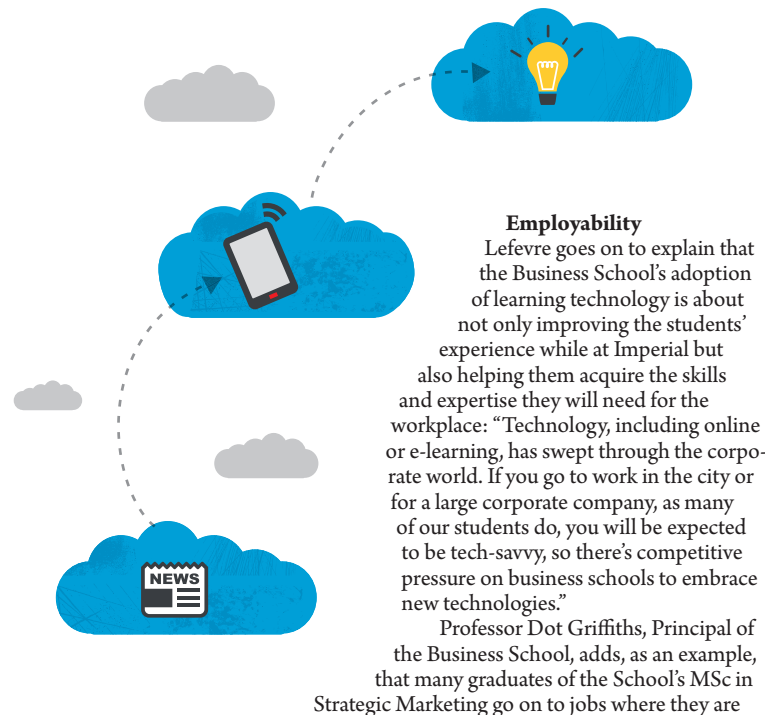 Employability
Lefevre goes on to explain that
the Business School’s adoption
of learning technology is about
not only improving the students’
experience while at Imperial but
also helping them acquire the skills
and expertise they will need for the
workplace: “Technology, including online
or e-learning, has swept through the corpo-
rate world. If you go to work in the city or
for a large corporate company, as many
of our students do, you will be expected
to be tech-savvy, so there’s competitive
pressure on business schools to embrace
new technologies.”
Professor Dot Griffiths, Principal of
the Business School, adds, as an example,
that many graduates of the School’s MSc in
Strategic Marketing go on to jobs where they are
NEWS